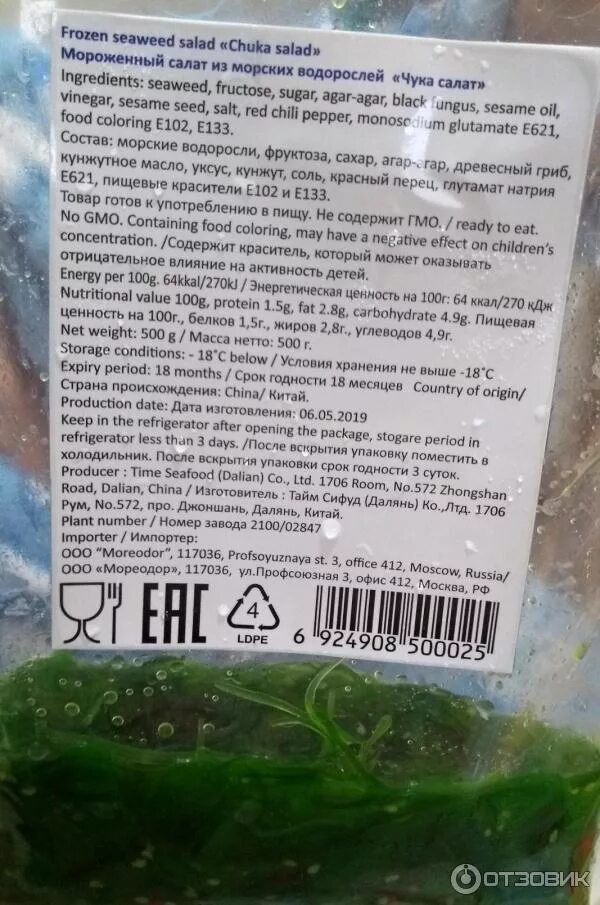 Frozen seaweed salad «Chuka salad»
Мороженный салат из морских водорослей «Чука салат»
Ingredients: seaweed, fructose, sugar, agar-agar, black fungus, sesame oil,
vinegar, sesame seed, salt, red chili pepper, monosodium glutamate E621,
food coloring E102, E133.
Состав: морские водоросли, фруктоза, сахар, агар-агар, древесный гриб,
кунжутное масло, уксус, кунжут, соль, красный перец, глутамат натрия
E621, пищевые красители E102 и E133.
Товар готов к употреблению в пищу. Не содержит ГМО. / ready to eat.
No GMO. Containing food coloring, may have a negative effect on children's
concentration. /Содержит краситель, который может оказывать
отрицательное влияние на активность детей.
Energy per 100g. 64kkal/270kJ / Энергетическая ценность на 100г: 64 ккал/270 кДж
Nutritional value 100g, protein 1.5g, fat 2.8g, carbohydrate 4.9g. Пищевая
ценность на 100г., белков 1,5г., жиров 2,8г., углеводов 4,9г.
Net weight: 500 g / Масса нетто: 500 г.
Storage conditions: - 18˚C below / Условия хранения не выше -18˚C
Expiry period: 18 months / Срок годности 18 месяцев Country of origin/
Страна происхождения: China/ Китай.
Production date: Дата изготовления: 06.05.2019
Keep in the refrigerator after opening the package, stogare period in
refrigerator less than 3 days. /После вскрытия упаковку поместить в
холодильник. После вскрытия упаковки срок годности 3 суток.
Producer : Time Seafood (Dalian) Co., Ltd. 1706 Room, No.572 Zhongshan
Road, Dalian, China / Изготовитель : Тайм Сифуд (Далянь) Ко.,Лтд. 1706
Рум, No.572, про. Джоншань, Далянь, Китай.
Plant number / Номер завода 2100/02847
Importer / Импортер:
ООО "Moreodor", 117036, Profsoyuznaya st. 3, office 412, Moscow, Russia/
ООО «Мореодор», 117036, ул.Профсоюзная 3, офис 412, Москва, РФ
EAC
4
LDPE
6 924908 500025
ОТЗОВИК